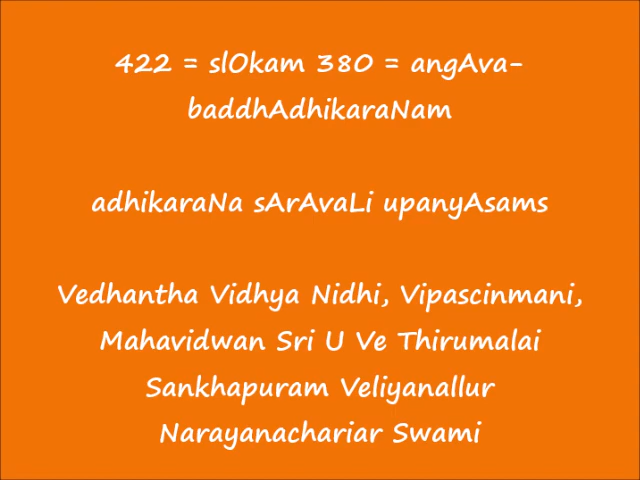 422 = slOkam 380 = angAva-
baddhAdhikaraNam
adhikaraNa sArAvaLi upanyAsams
Vedhantha Vidhya Nidhi, Vipascinmani,
Mahavidwan Sri U Ve Thirumalai
Sankhapuram Veliyanallur
Narayanachariar Swami